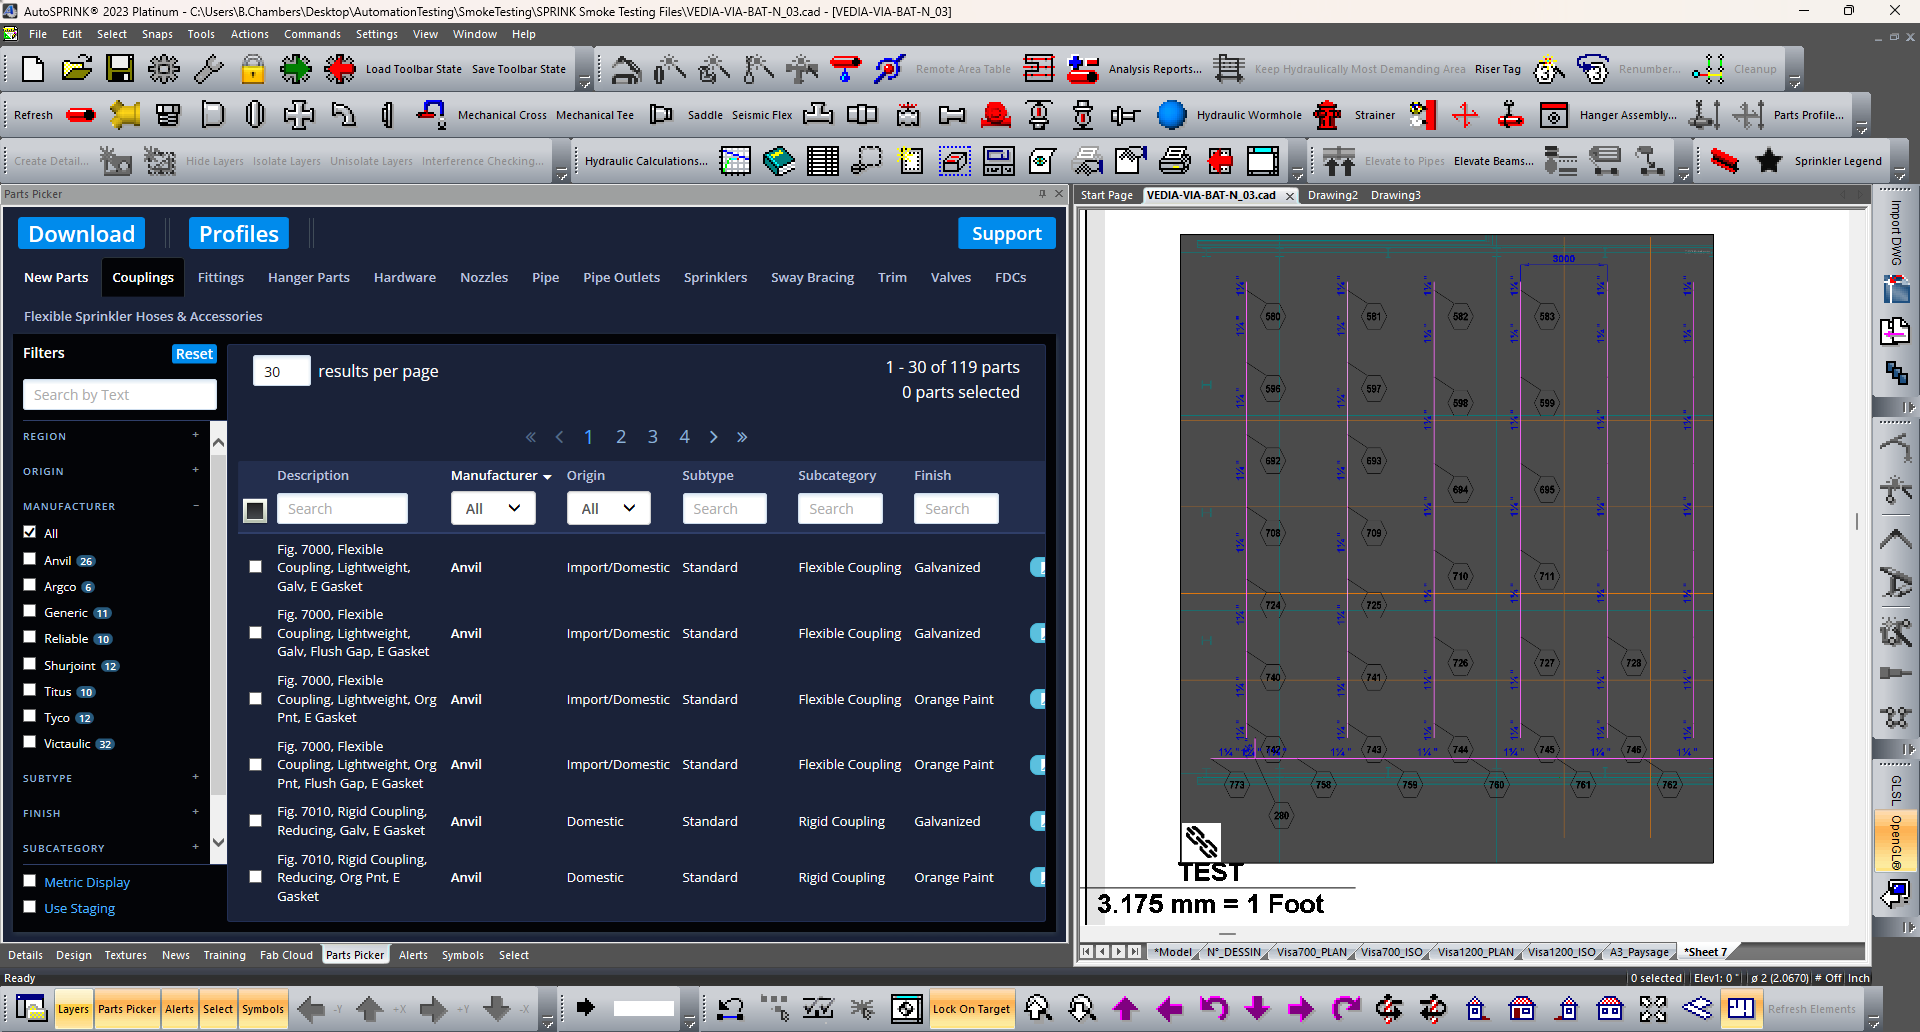 AutoSPRINK® 2023 Platinum - C:\Users\B.Chambers\Desktop\AutomationTesting\SmokeTesting\SPRINK Smoke Testing Files\VEDIA-VIA-BAT-N_03.cad - [VEDIA-VIA-BAT-N_03]
File Edit Select Snaps Tools Actions Commands Settings View Window Help
Load Toolbar State Save Toolbar State Remote Area Table Analysis Reports... Keep Hydraulically Most Demanding Area Riser Tag Renumber... Cleanup
Refresh Mechanical Cross Mechanical Tee Saddle Seismic Flex Hydraulic Wormhole Strainer Hanger Assembly... Parts Profile...
Create Detail... Hide Layers Isolate Layers Unisolate Layers Interference Checking... Hydraulic Calculations... Elevate to Pipes Elevate Beams... Sprinkler Legend
Parts Picker
Start Page VEDIA-VIA-BAT-N_03.cad Drawing2 Drawing3
Download Profiles Support
New Parts Couplings Fittings Hanger Parts Hardware Nozzles Pipe Pipe Outlets Sprinklers Sway Bracing Trim Valves FDCs
Flexible Sprinkler Hoses & Accessories
Filters Reset
Search by Text
REGION +
ORIGIN +
MANUFACTURER −
All
Anvil 26
Argco 6
Generic 11
Reliable 10
Shurjoint 12
Titus 10
Tyco 12
Victaulic 32
SUBTYPE +
FINISH +
SUBCATEGORY +
Metric Display
Use Staging
30 results per page
1 - 30 of 119 parts
0 parts selected
« ‹ 1 2 3 4 › »
Description Manufacturer Origin Subtype Subcategory Finish
Search All All Search Search Search
Fig. 7000, Flexible
Coupling, Lightweight,
Galv, E Gasket
Anvil Import/Domestic Standard Flexible Coupling Galvanized
Fig. 7000, Flexible
Coupling, Lightweight,
Galv, Flush Gap, E Gasket
Anvil Import/Domestic Standard Flexible Coupling Galvanized
Fig. 7000, Flexible
Coupling, Lightweight, Org
Pnt, E Gasket
Anvil Import/Domestic Standard Flexible Coupling Orange Paint
Fig. 7000, Flexible
Coupling, Lightweight, Org
Pnt, Flush Gap, E Gasket
Anvil Import/Domestic Standard Flexible Coupling Orange Paint
Fig. 7010, Rigid Coupling,
Reducing, Galv, E Gasket
Anvil Domestic Standard Rigid Coupling Galvanized
Fig. 7010, Rigid Coupling,
Reducing, Org Pnt, E
Gasket
Anvil Domestic Standard Rigid Coupling Orange Paint
3000
580 581 582 583
596 597 598 599
692 693 694 695
708 709 710 711
724 725 726 727 728
740 741
742 743 744 745 746
1¼" 1¼" 1¼" 1¼" 1¼" 1¼"
773 758 759 760 761 762
280
TEST
3.175 mm = 1 Foot
Import DWG
GLSL
OpenGL®
*Model N°_DESSIN Visa700_PLAN Visa700_ISO Visa1200_PLAN Visa1200_ISO A3_Paysage *Sheet 7
Details Design Textures News Training Fab Cloud Parts Picker Alerts Symbols Select
Ready
0 selected Elev1: 0 " ø 2 (2.0670) # Off Inch
Layers Parts Picker Alerts Select Symbols -Y +X +Y -X Lock On Target Refresh Elements